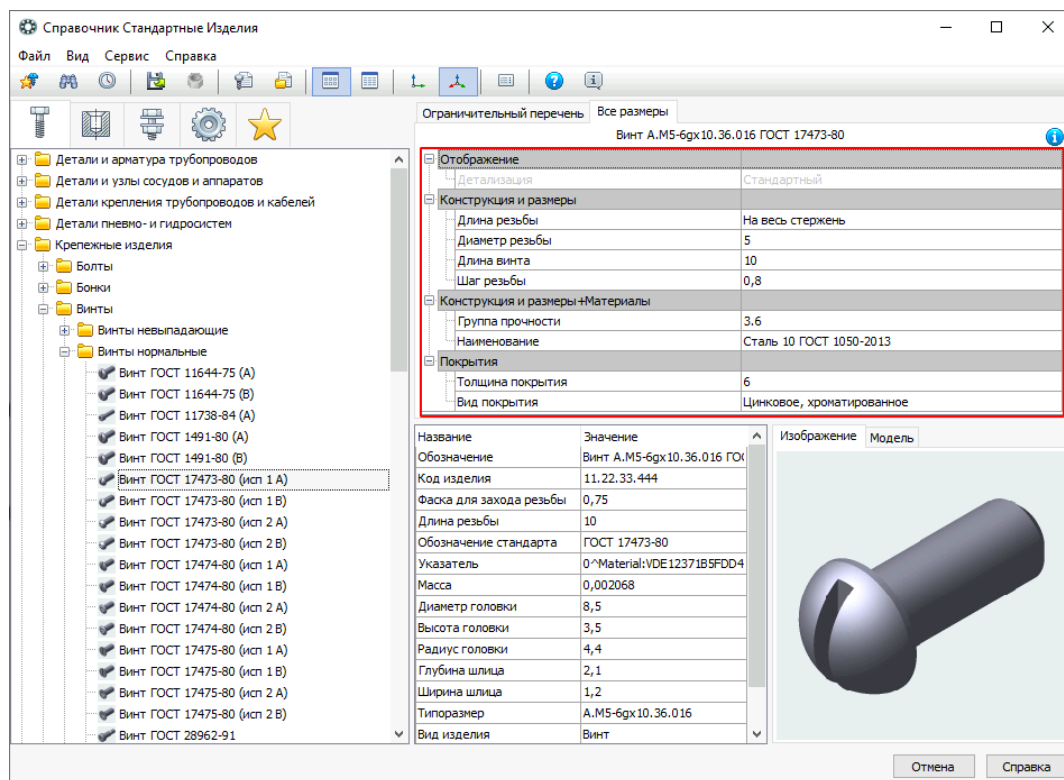 Справочник Стандартные Изделия
Файл Вид Сервис Справка
Детали и арматура трубопроводов
Детали и узлы сосудов и аппаратов
Детали крепления трубопроводов и кабелей
Детали пневмо- и гидросистем
Крепежные изделия
Болты
Бонки
Винты
Винты невыпадающие
Винты нормальные
Винт ГОСТ 11644-75 (A)
Винт ГОСТ 11644-75 (B)
Винт ГОСТ 11738-84 (A)
Винт ГОСТ 1491-80 (A)
Винт ГОСТ 1491-80 (B)
Винт ГОСТ 17473-80 (исп 1 A)
Винт ГОСТ 17473-80 (исп 1 B)
Винт ГОСТ 17473-80 (исп 2 A)
Винт ГОСТ 17473-80 (исп 2 B)
Винт ГОСТ 17474-80 (исп 1 A)
Винт ГОСТ 17474-80 (исп 1 B)
Винт ГОСТ 17474-80 (исп 2 A)
Винт ГОСТ 17474-80 (исп 2 B)
Винт ГОСТ 17475-80 (исп 1 A)
Винт ГОСТ 17475-80 (исп 1 B)
Винт ГОСТ 17475-80 (исп 2 A)
Винт ГОСТ 17475-80 (исп 2 B)
Винт ГОСТ 28962-91
Ограничительный перечень Все размеры
Винт A.M5-6gx10.36.016 ГОСТ 17473-80
Отображение
Детализация Стандартный
Конструкция и размеры
Длина резьбы На весь стержень
Диаметр резьбы 5
Длина винта 10
Шаг резьбы 0,8
Конструкция и размеры+Материалы
Группа прочности 3.6
Наименование Сталь 10 ГОСТ 1050-2013
Покрытия
Толщина покрытия 6
Вид покрытия Цинковое, хроматированное
Название Значение
Обозначение Винт A.M5-6gx10.36.016 ГО
Код изделия 11.22.33.444
Фаска для захода резьбы 0,75
Длина резьбы 10
Обозначение стандарта ГОСТ 17473-80
Указатель 0^Material:VDE12371B5FDD4
Масса 0,002068
Диаметр головки 8,5
Высота головки 3,5
Радиус головки 4,4
Глубина шлица 2,1
Ширина шлица 1,2
Типоразмер A.M5-6gx10.36.016
Вид изделия Винт
Изображение Модель
Отмена Справка